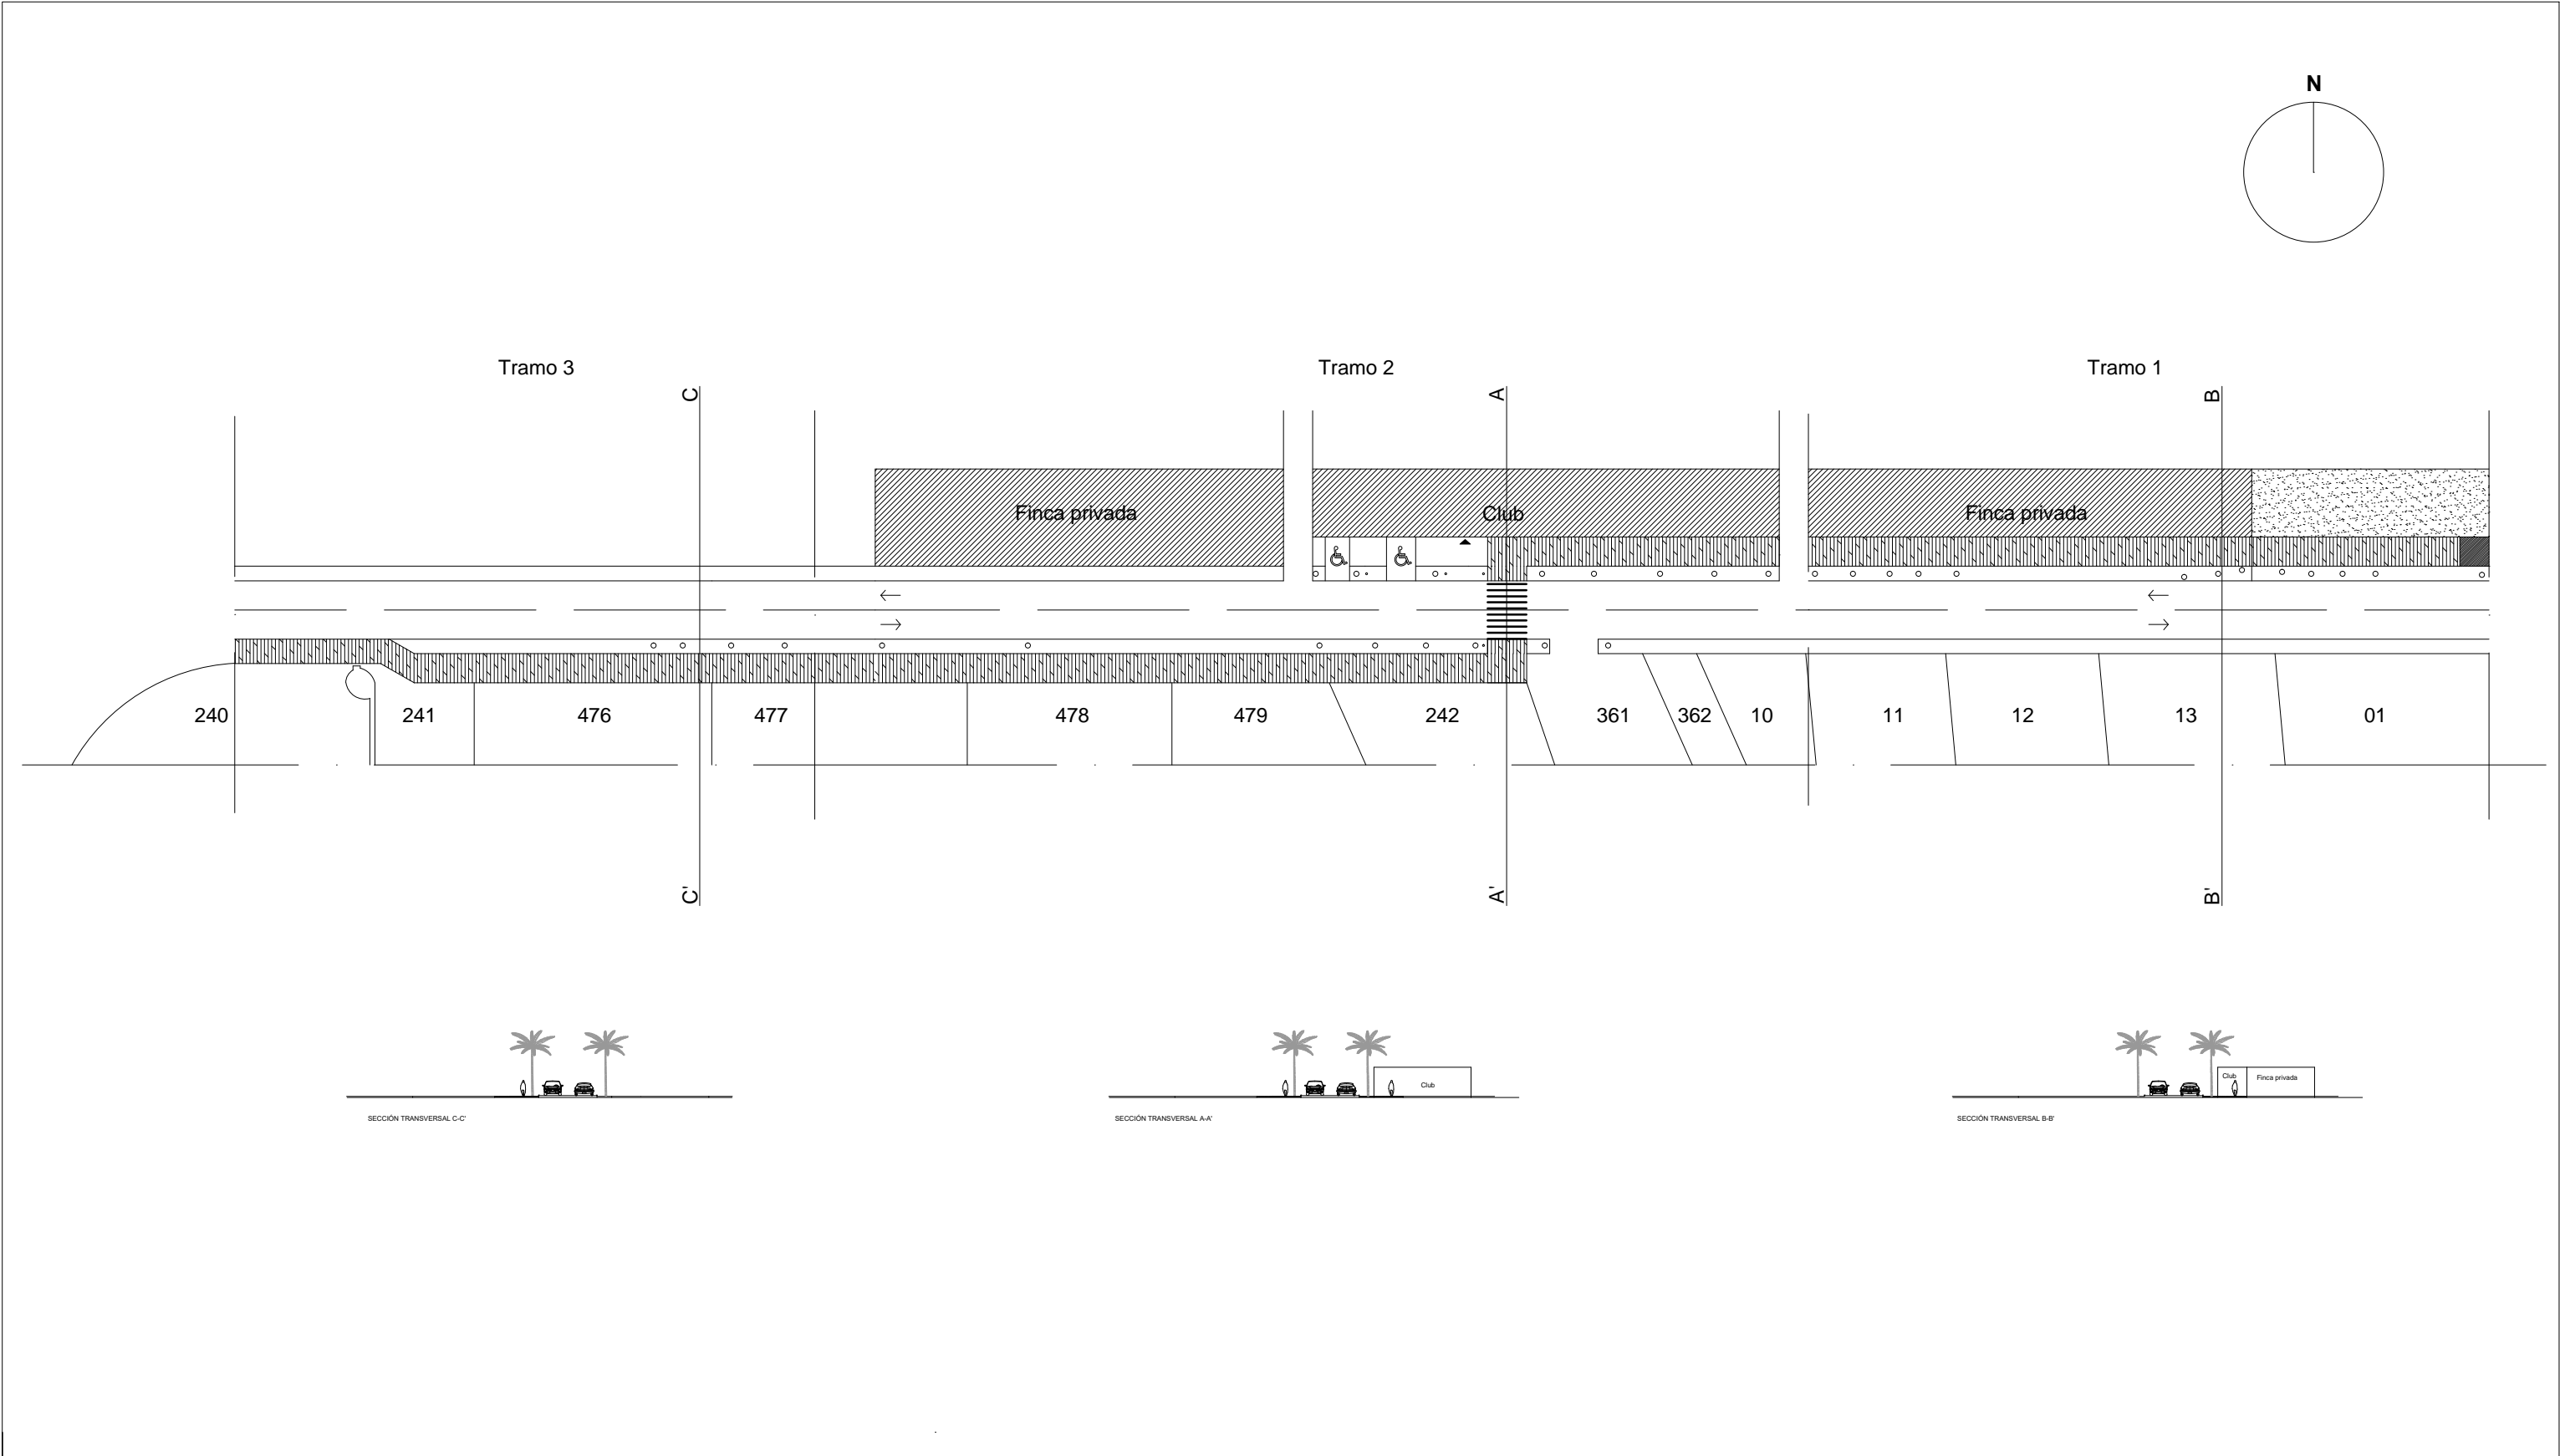 N
Tramo 3
Tramo 2
Tramo 1
C
A
B
Finca privada
Club
Finca privada
240
241
476
477
478
479
242
361
362
10
11
12
13
01
C'
A'
B'
Club
Club
Finca privada
SECCIÓN TRANSVERSAL C-C'
SECCIÓN TRANSVERSAL A-A'
SECCIÓN TRANSVERSAL B-B'